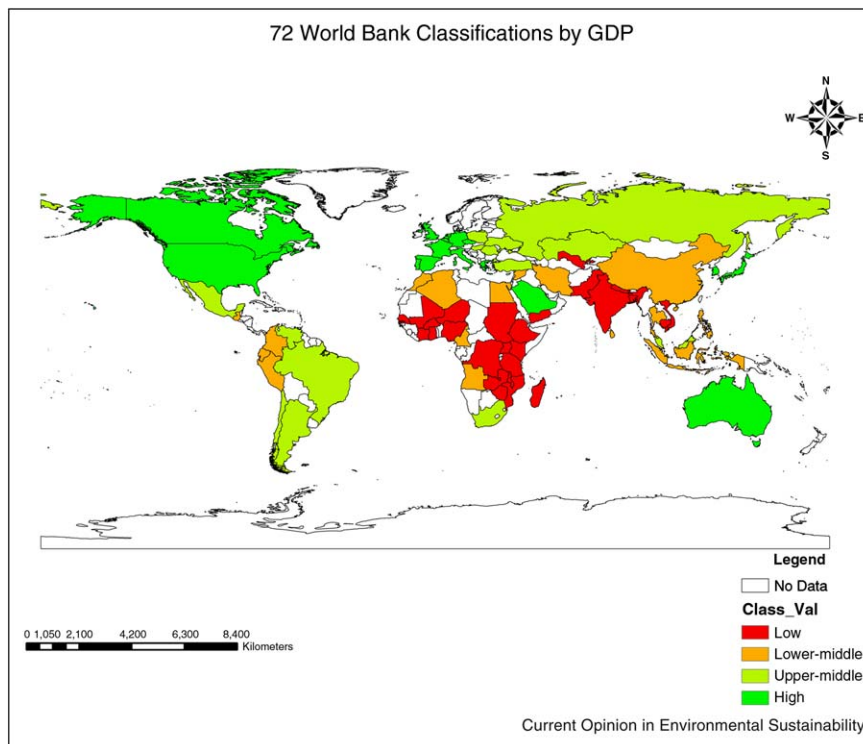 72 World Bank Classifications by GDP
N
W E
S
Legend
No Data
Class_Val
Low
Lower-middle
Upper-middle
High
0 1,050 2,100 4,200 6,300 8,400
Kilometers
Current Opinion in Environmental Sustainability